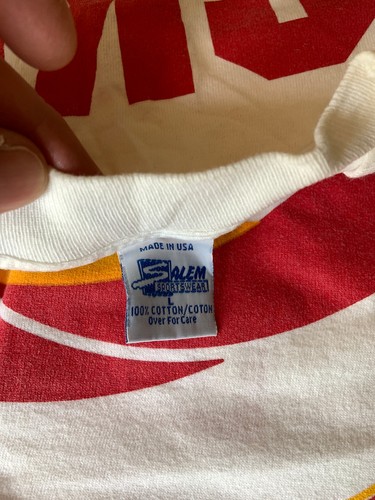 MADE IN USA
SALEM
SPORTSWEAR
L
100% COTTON/COTON
Over For Care